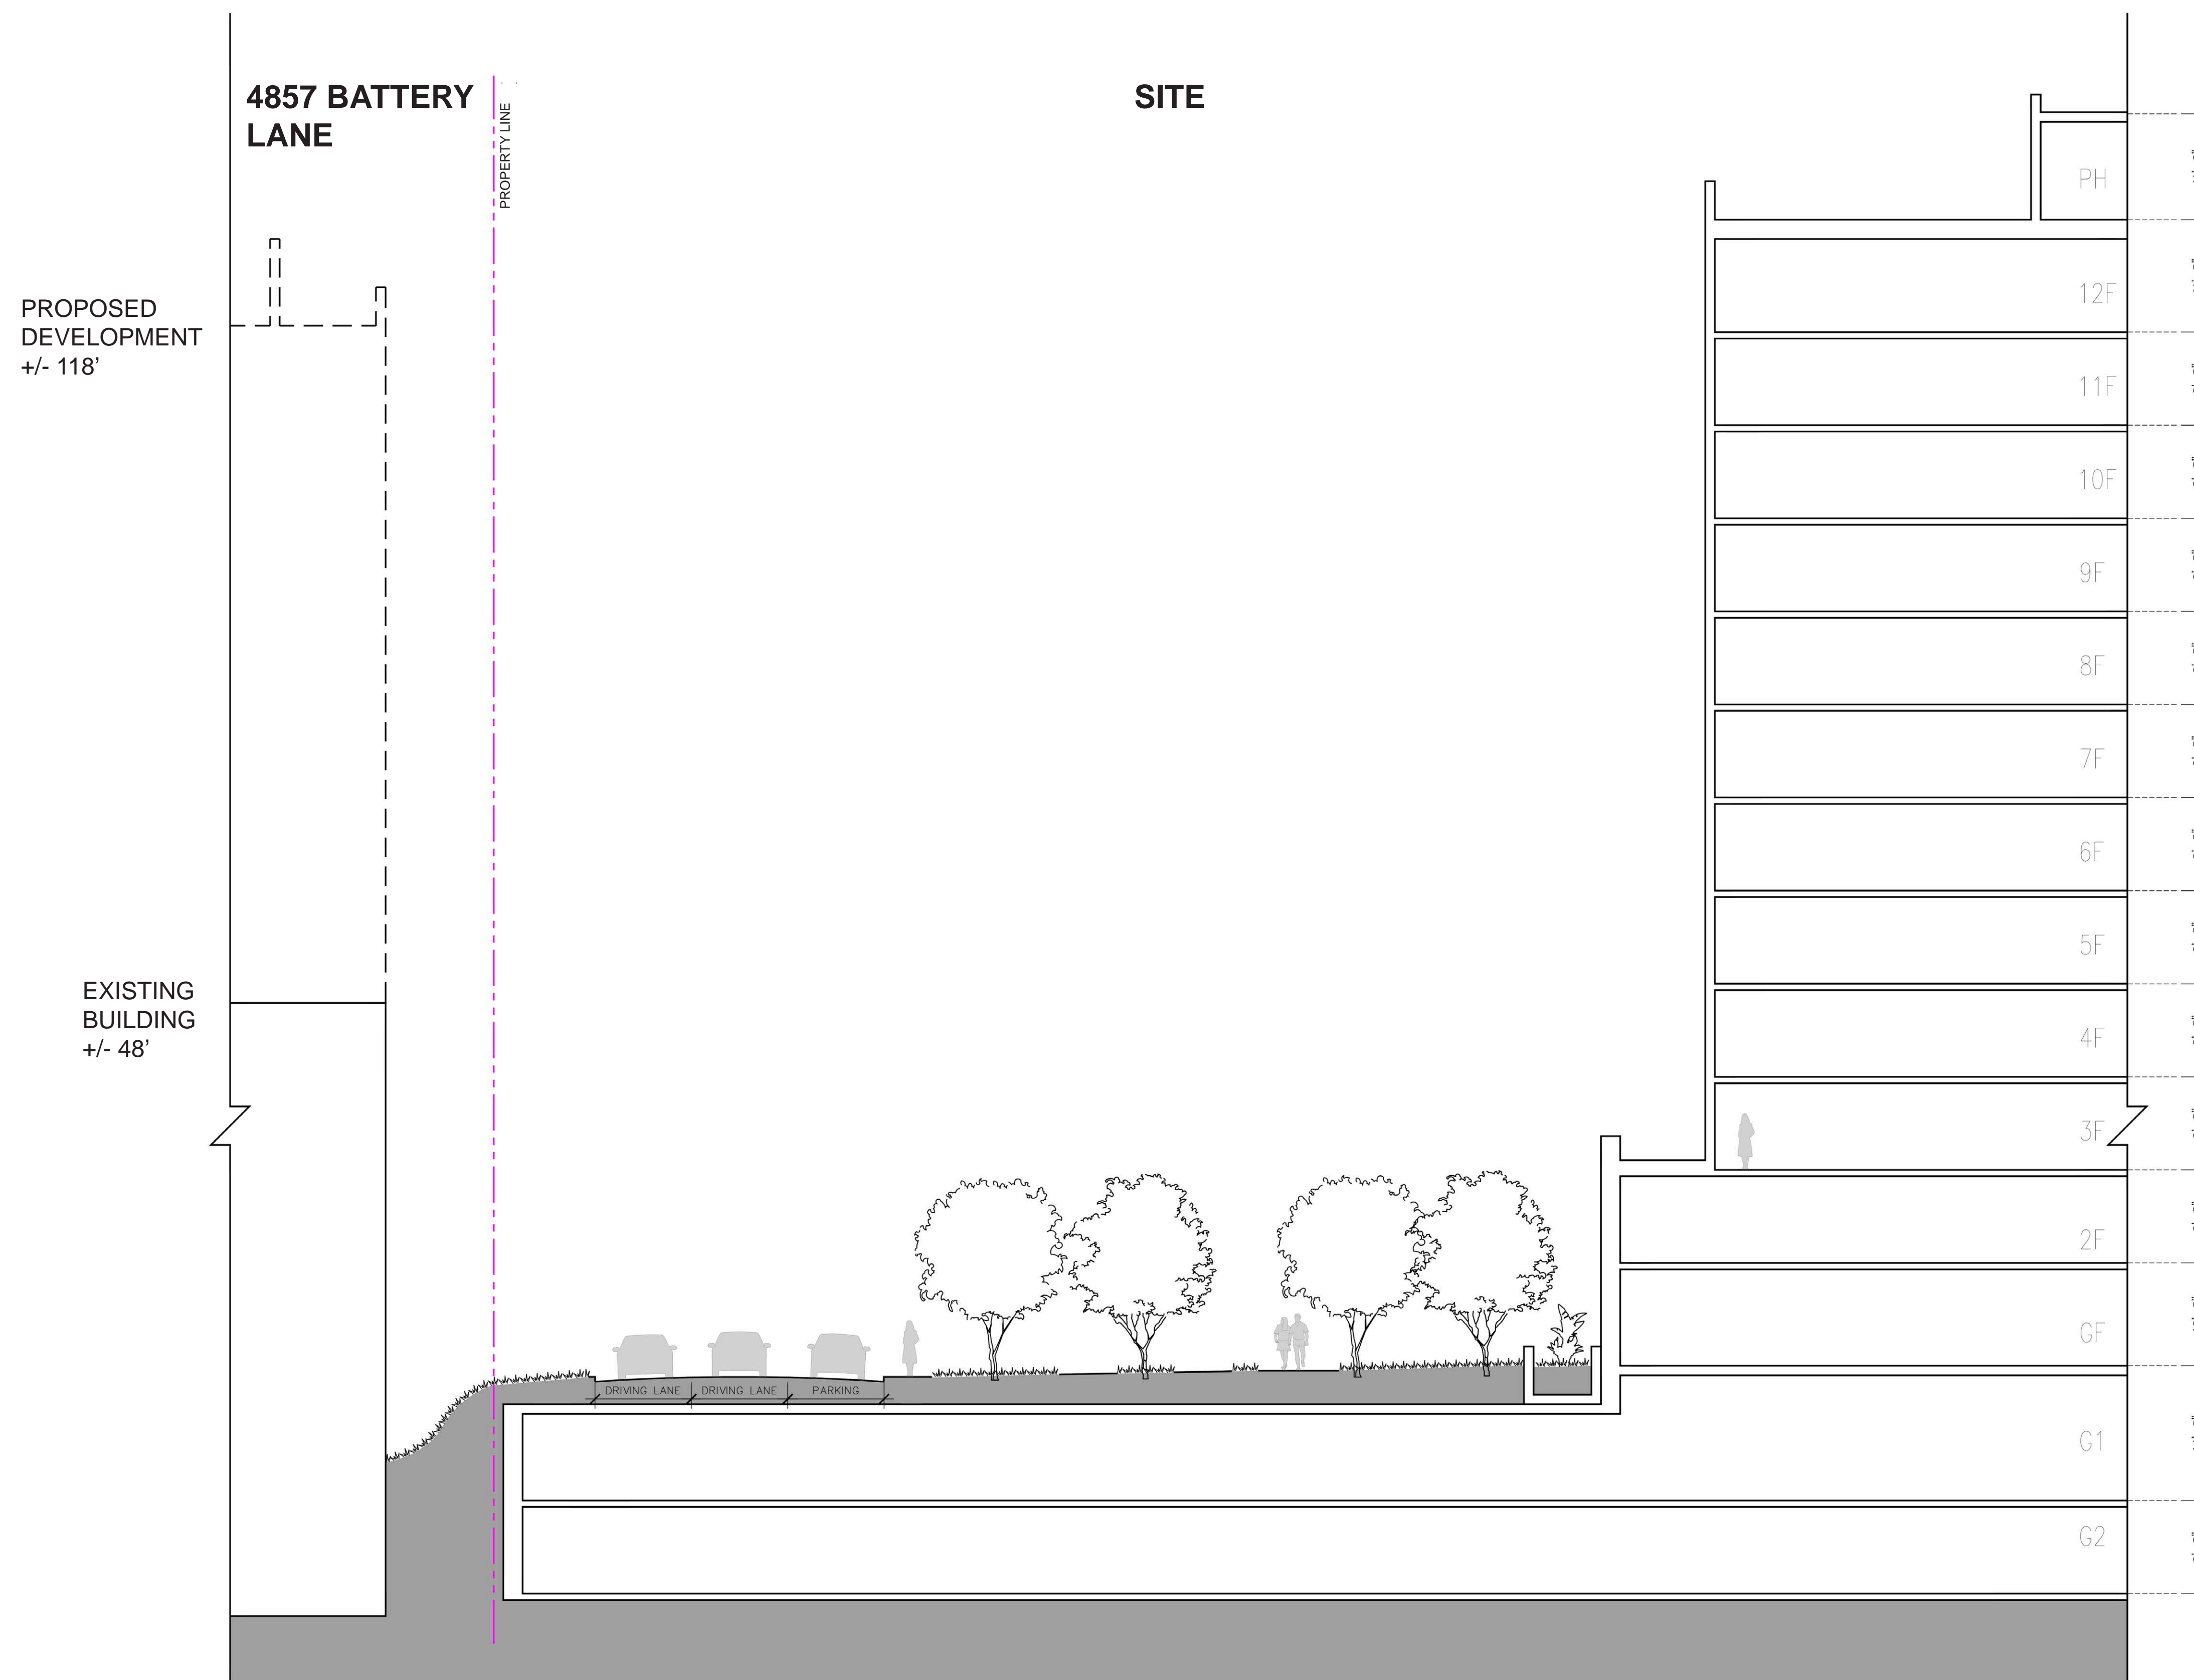 4857 BATTERY
LANE
PROPERTY LINE
SITE
PROPOSED
DEVELOPMENT
+/- 118’
EXISTING
BUILDING
+/- 48’
PH
12F
11F
10F
9F
8F
7F
6F
5F
4F
3F
2F
GF
DRIVING LANE
DRIVING LANE
PARKING
G1
G2